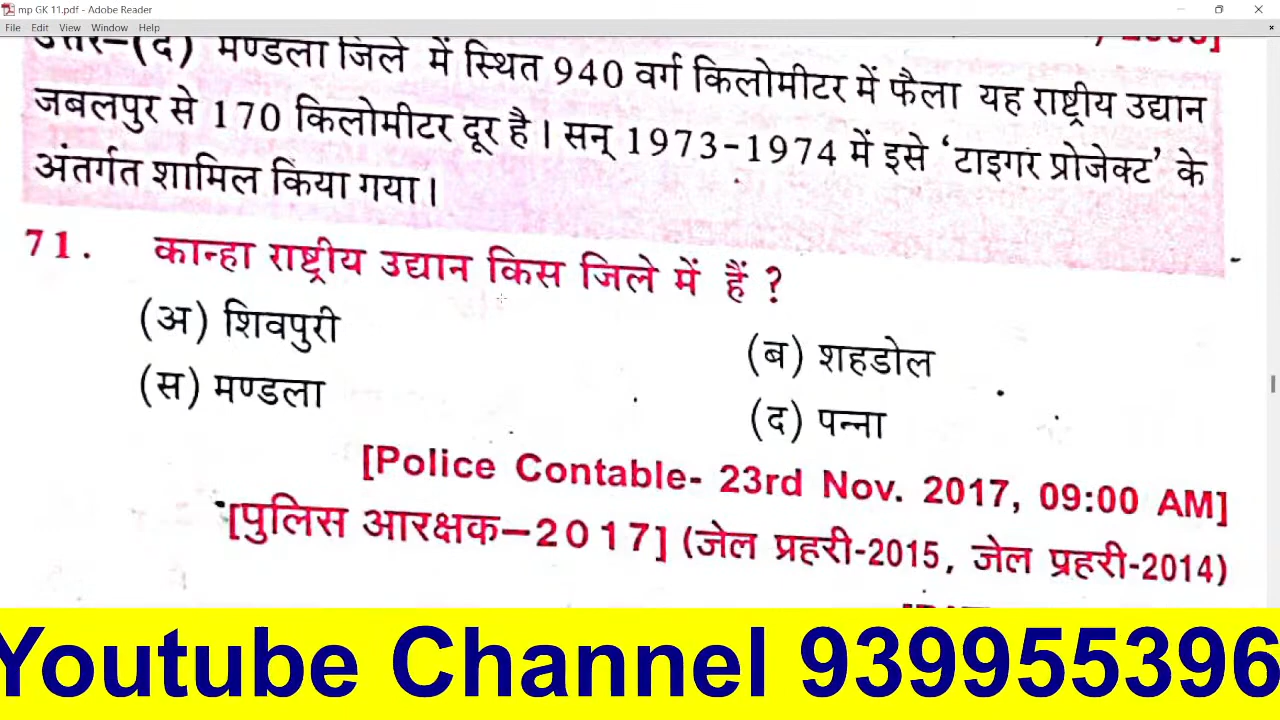 mp GK 11.pdf - Adobe Reader
File Edit View Window Help
उत्तर–(द) मण्डला जिले में स्थित 940 वर्ग किलोमीटर में फैला यह राष्ट्रीय उद्यान
जबलपुर से 170 किलोमीटर दूर है। सन् 1973-1974 में इसे ‘टाइगर प्रोजेक्ट’ के
अंतर्गत शामिल किया गया।
71. कान्हा राष्ट्रीय उद्यान किस जिले में हैं ?
(अ) शिवपुरी
(ब) शहडोल
(स) मण्डला
(द) पन्ना
[Police Contable- 23rd Nov. 2017, 09:00 AM]
[पुलिस आरक्षक–2017] (जेल प्रहरी-2015, जेल प्रहरी-2014)
Youtube Channel 939955396